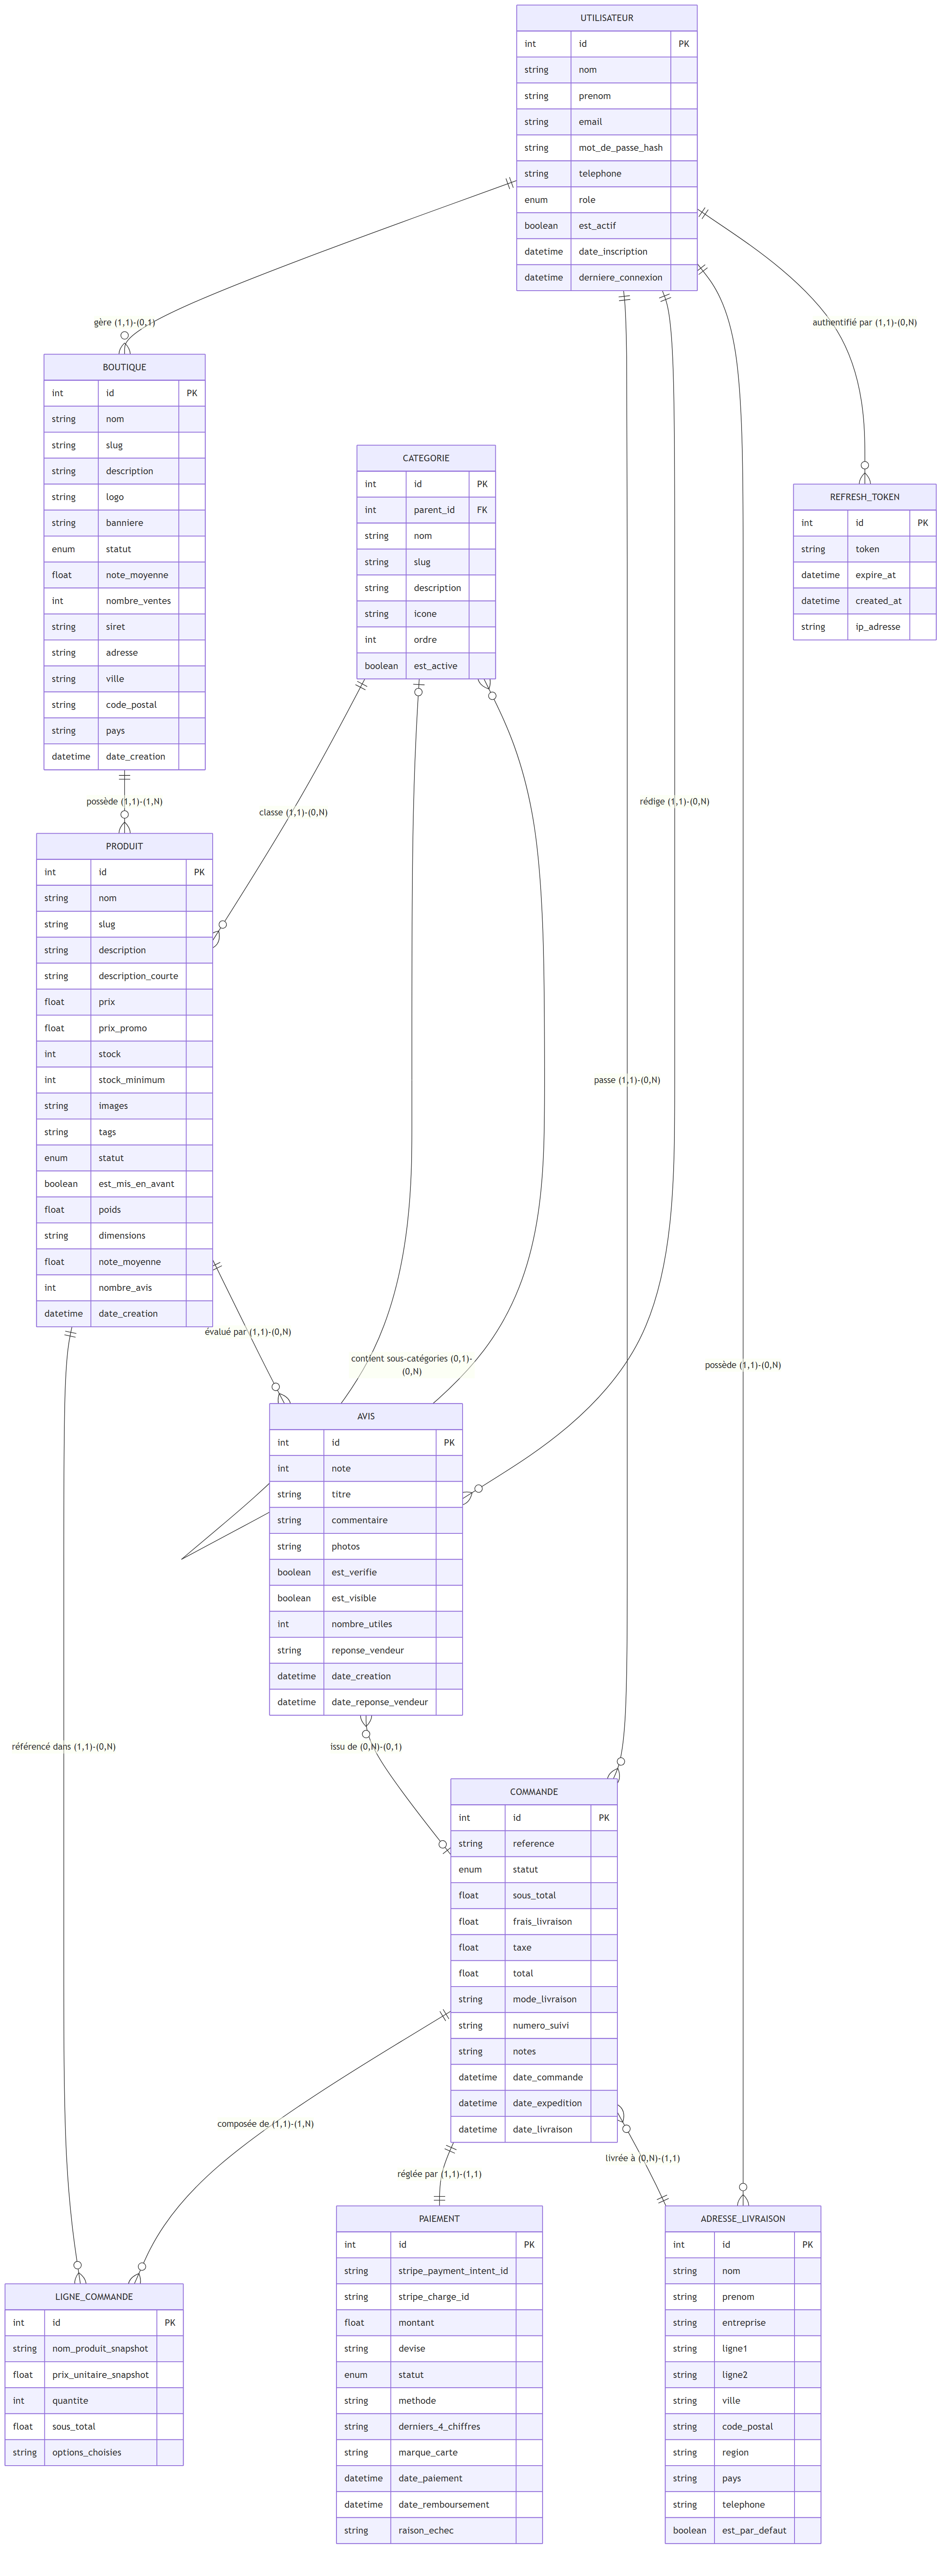 UTILISATEUR
int id PK
string nom
string prenom
string email
string mot_de_passe_hash
string telephone
enum role
boolean est_actif
datetime date_inscription
datetime derniere_connexion
gère (1,1)-(0,1)
authentifié par (1,1)-(0,N)
BOUTIQUE
int id PK
string nom
string slug
string description
string logo
string banniere
enum statut
float note_moyenne
int nombre_ventes
string siret
string adresse
string ville
string code_postal
string pays
datetime date_creation
CATEGORIE
int id PK
int parent_id FK
string nom
string slug
string description
string icone
int ordre
boolean est_active
REFRESH_TOKEN
int id PK
string token
datetime expire_at
datetime created_at
string ip_adresse
possède (1,1)-(1,N)
classe (1,1)-(0,N)
rédige (1,1)-(0,N)
PRODUIT
int id PK
string nom
string slug
string description
string description_courte
float prix
float prix_promo
int stock
int stock_minimum
string images
string tags
enum statut
boolean est_mis_en_avant
float poids
string dimensions
float note_moyenne
int nombre_avis
datetime date_creation
passe (1,1)-(0,N)
évalué par (1,1)-(0,N)
contient sous-catégories (0,1)-
(0,N)
possède (1,1)-(0,N)
AVIS
int id PK
int note
string titre
string commentaire
string photos
boolean est_verifie
boolean est_visible
int nombre_utiles
string reponse_vendeur
datetime date_creation
datetime date_reponse_vendeur
référencé dans (1,1)-(0,N)
issu de (0,N)-(0,1)
COMMANDE
int id PK
string reference
enum statut
float sous_total
float frais_livraison
float taxe
float total
string mode_livraison
string numero_suivi
string notes
datetime date_commande
datetime date_expedition
datetime date_livraison
composée de (1,1)-(1,N)
réglée par (1,1)-(1,1)
livrée à (0,N)-(1,1)
LIGNE_COMMANDE
int id PK
string nom_produit_snapshot
float prix_unitaire_snapshot
int quantite
float sous_total
string options_choisies
PAIEMENT
int id PK
string stripe_payment_intent_id
string stripe_charge_id
float montant
string devise
enum statut
string methode
string derniers_4_chiffres
string marque_carte
datetime date_paiement
datetime date_remboursement
string raison_echec
ADRESSE_LIVRAISON
int id PK
string nom
string prenom
string entreprise
string ligne1
string ligne2
string ville
string code_postal
string region
string pays
string telephone
boolean est_par_defaut